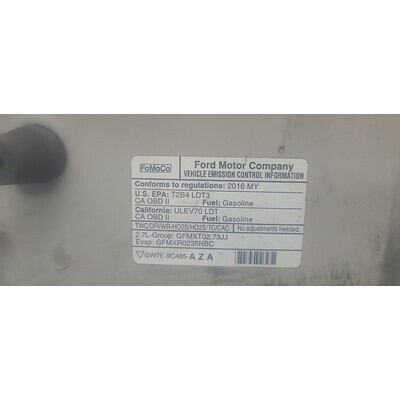 FoMoCo
Ford Motor Company
VEHICLE EMISSION CONTROL INFORMATION
Conforms to regulations: 2016 MY
U.S. EPA: T2B4 LDT3
CA OBD II / Fuel: Gasoline
California: ULEV70 LDT
CA OBD II / Fuel: Gasoline
TWC/DFI/WR-HO2S/HO2S/TC/CAC No adjustments needed.
2.7L-Group: GFMXT02.73JJ
Evap: GFMXR0235NBC
▽GW7E-9C485-AZA